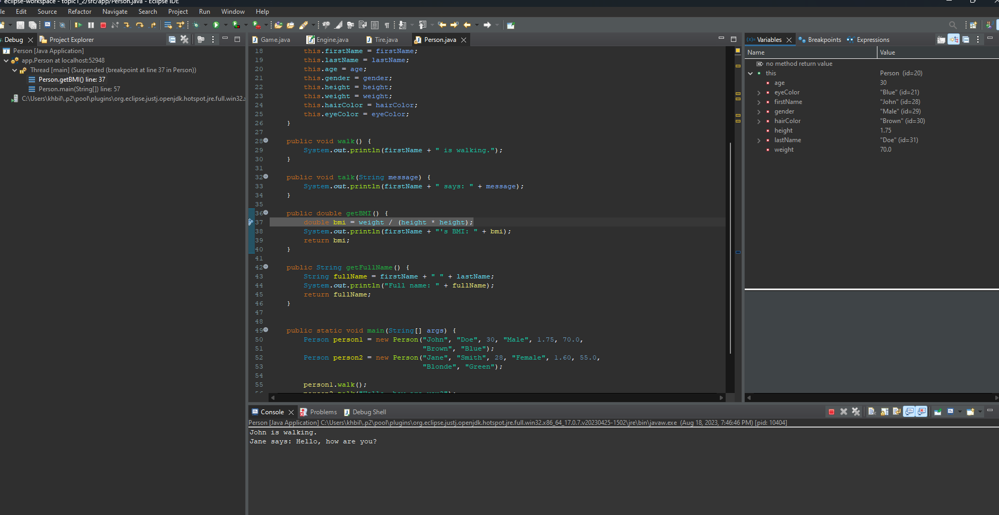 eclipse-workspace - topic1_2/src/app/Person.java - Eclipse IDE
le Edit Source Refactor Navigate Search Project Run Window Help
Debug Project Explorer
Person [Java Application]
app.Person at localhost:52948
Thread [main] (Suspended (breakpoint at line 37 in Person))
Person.getBMI() line: 37
Person.main(String[]) line: 57
C:\Users\khbil\.p2\pool\plugins\org.eclipse.justj.openjdk.hotspot.jre.full.win32.
Game.java Engine.java Tire.java Person.java
18 this.firstName = firstName;
19 this.lastName = lastName;
20 this.age = age;
21 this.gender = gender;
22 this.height = height;
23 this.weight = weight;
24 this.hairColor = hairColor;
25 this.eyeColor = eyeColor;
26 }
27
28 public void walk() {
29 System.out.println(firstName + " is walking.");
30 }
31
32 public void talk(String message) {
33 System.out.println(firstName + " says: " + message);
34 }
35
36 public double getBMI() {
37 double bmi = weight / (height * height);
38 System.out.println(firstName + "'s BMI: " + bmi);
39 return bmi;
40 }
41
42 public String getFullName() {
43 String fullName = firstName + " " + lastName;
44 System.out.println("Full name: " + fullName);
45 return fullName;
46 }
47
48
49 public static void main(String[] args) {
50 Person person1 = new Person("John", "Doe", 30, "Male", 1.75, 70.0,
51 "Brown", "Blue");
52 Person person2 = new Person("Jane", "Smith", 28, "Female", 1.60, 55.0,
53 "Blonde", "Green");
54
55 person1.walk();
56 person2.talk("Hello, how are you?");
(x)= Variables Breakpoints Expressions
Name Value
no method return value
this Person (id=20)
age 30
eyeColor "Blue" (id=21)
firstName "John" (id=28)
gender "Male" (id=29)
hairColor "Brown" (id=30)
height 1.75
lastName "Doe" (id=31)
weight 70.0
Console Problems Debug Shell
Person [Java Application] C:\Users\khbil\.p2\pool\plugins\org.eclipse.justj.openjdk.hotspot.jre.full.win32.x86_64_17.0.7.v20230425-1502\jre\bin\javaw.exe (Aug 18, 2023, 7:46:46 PM) [pid: 10404]
John is walking.
Jane says: Hello, how are you?